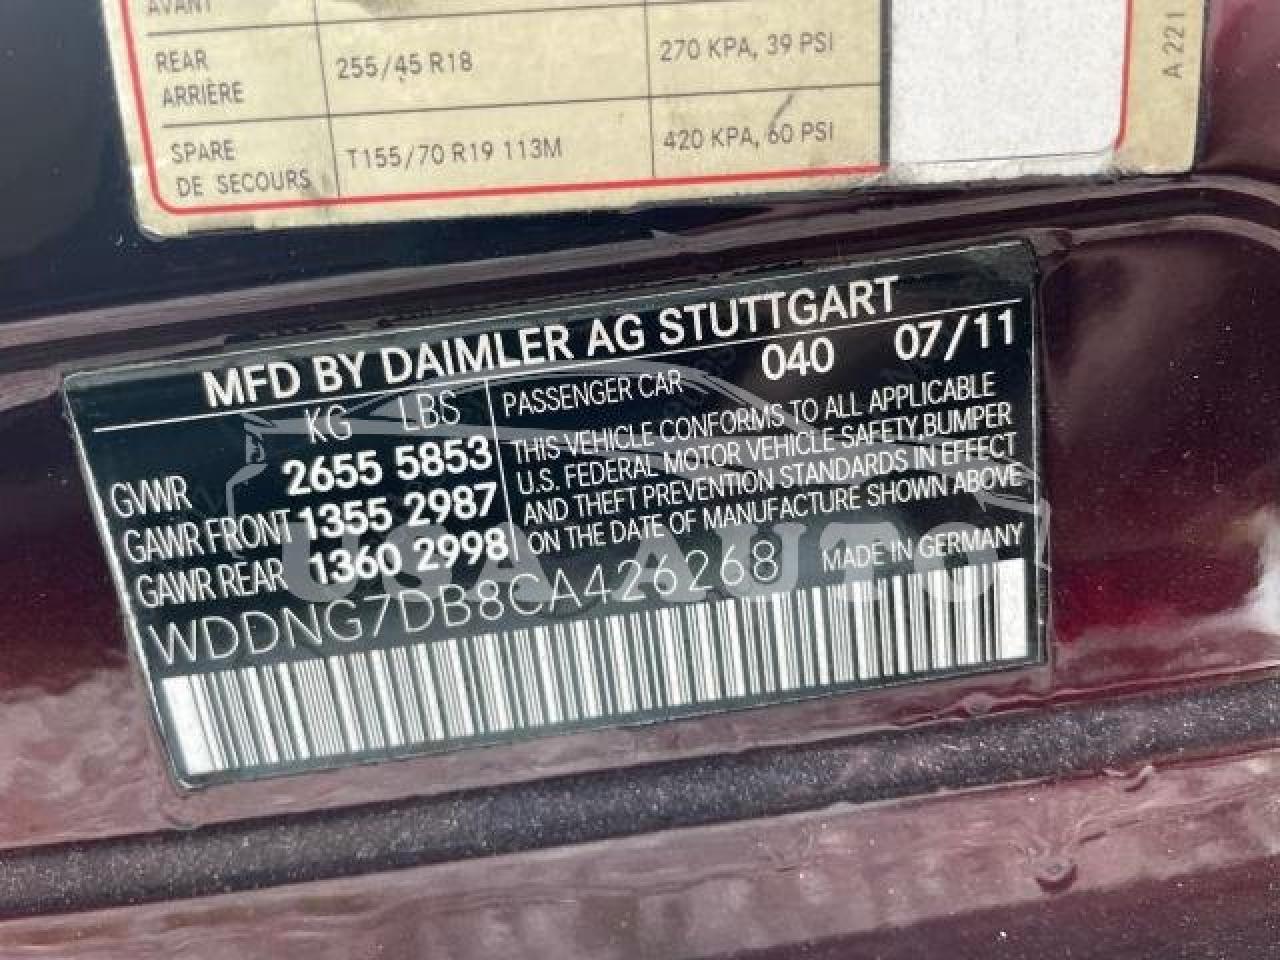 AVANT
REAR
ARRIÈRE
255/45 R18
270 KPA, 39 PSI
SPARE
DE SECOURS
T155/70 R19 113M
420 KPA, 60 PSI
A 221
MFD BY DAIMLER AG STUTTGART
KG LBS
PASSENGER CAR 040 07/11
GVWR 2655 5853
GAWR FRONT 1355 2987
GAWR REAR 1360 2998
THIS VEHICLE CONFORMS TO ALL APPLICABLE
U.S. FEDERAL MOTOR VEHICLE SAFETY,BUMPER
AND THEFT PREVENTION STANDARDS IN EFFECT
ON THE DATE OF MANUFACTURE SHOWN ABOVE
WDDNG7DB8CA426268 MADE IN GERMANY
USA AUTO